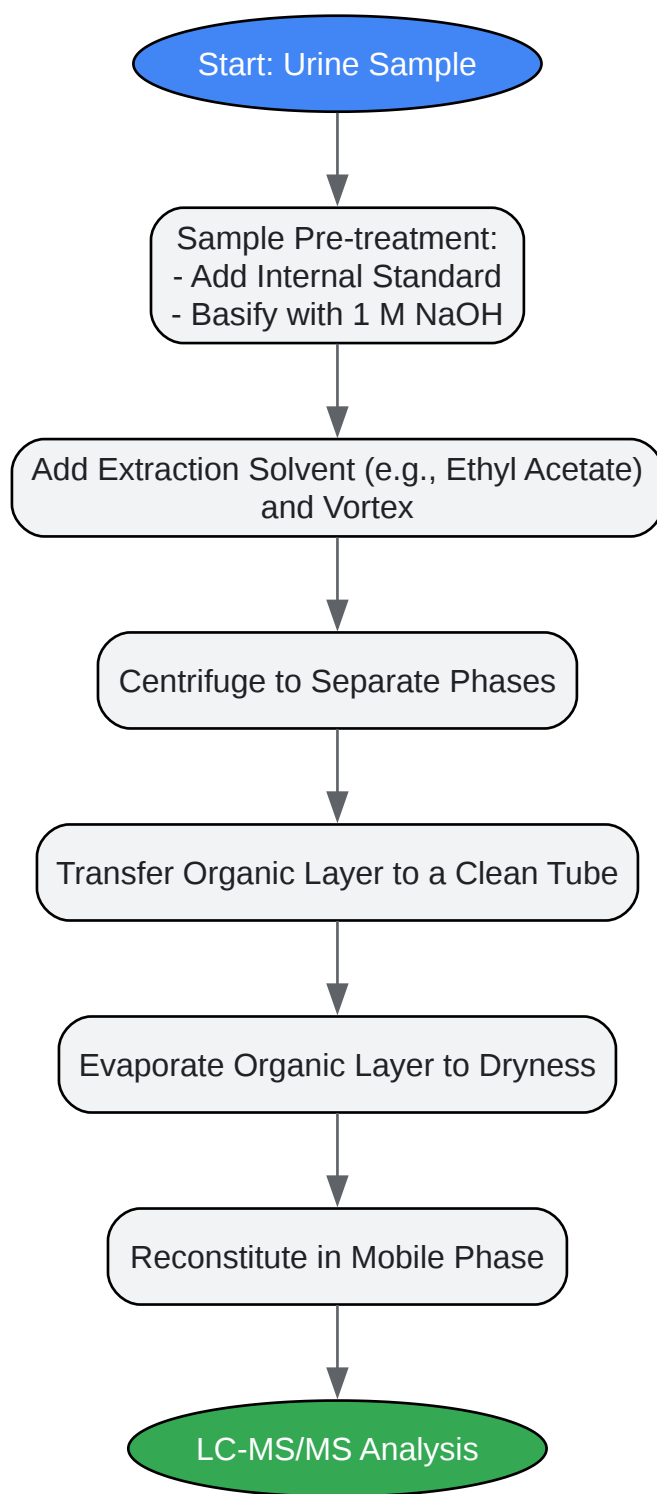 Start: Urine Sample
Sample Pre-treatment:
- Add Internal Standard
- Basify with 1 M NaOH
Add Extraction Solvent (e.g., Ethyl Acetate)
and Vortex
Centrifuge to Separate Phases
Transfer Organic Layer to a Clean Tube
Evaporate Organic Layer to Dryness
Reconstitute in Mobile Phase
LC-MS/MS Analysis